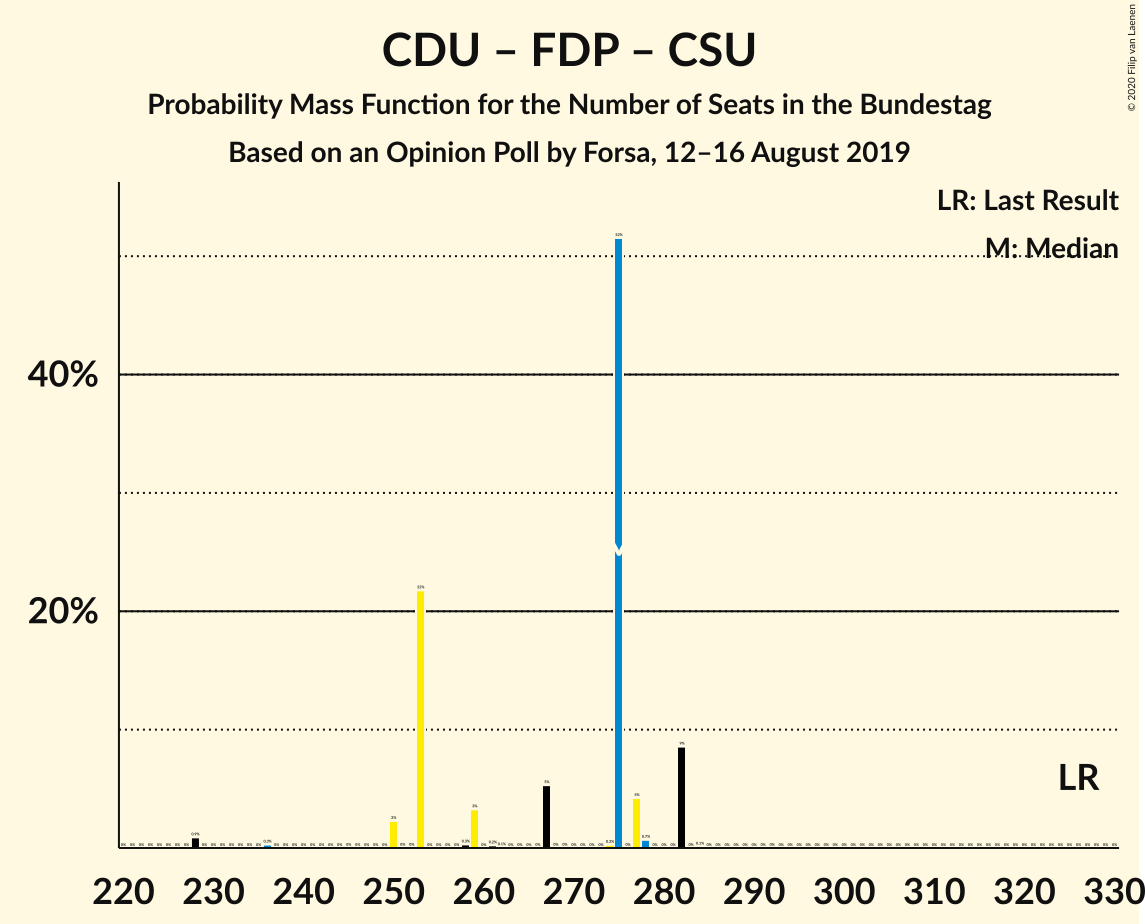 CDU – FDP – CSU
Probability Mass Function for the Number of Seats in the Bundestag
Based on an Opinion Poll by Forsa, 12–16 August 2019
© 2020 Filip van Laenen
LR: Last Result
M: Median
40%
20%
LR
M
220 230 240 250 260 270 280 290 300 310 320 330